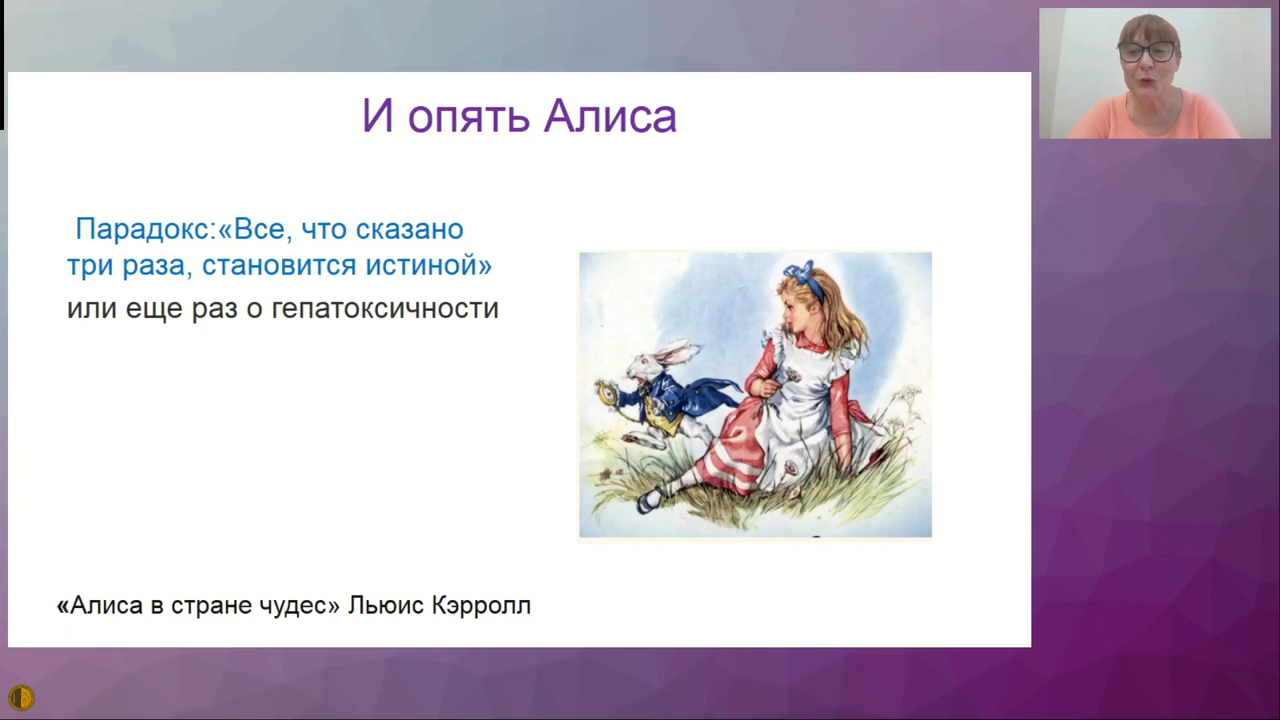 И опять Алиса
Парадокс:«Все, что сказано
три раза, становится истиной»
или еще раз о гепатоксичности
«Алиса в стране чудес» Льюис Кэрролл